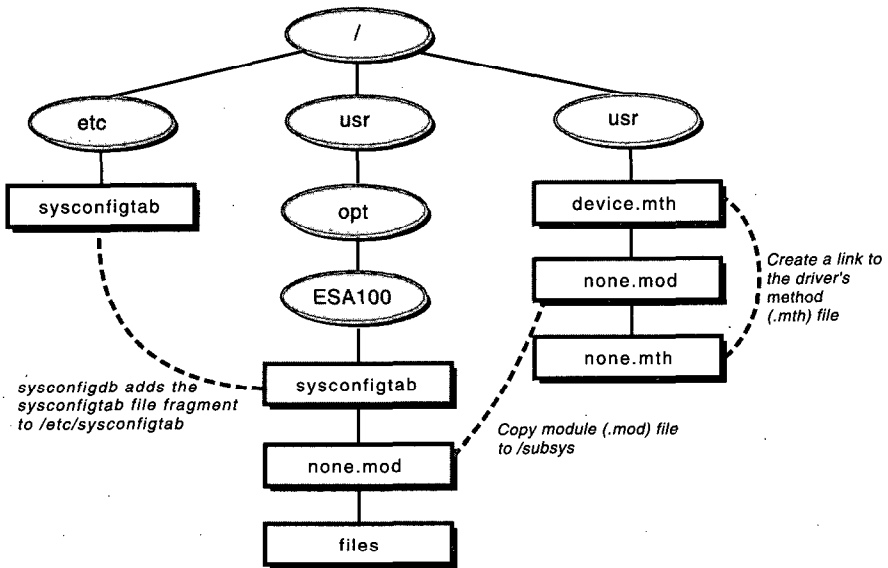 /
etc
usr
usr
sysconfigtab
opt
device.mth
ESA100
none.mod
Create a link to
the driver's
method
(.mth) file
none.mth
sysconfigtab
sysconfigdb adds the
sysconfigtab file fragment
to /etc/sysconfigtab
Copy module (.mod) file
to /subsys
none.mod
files